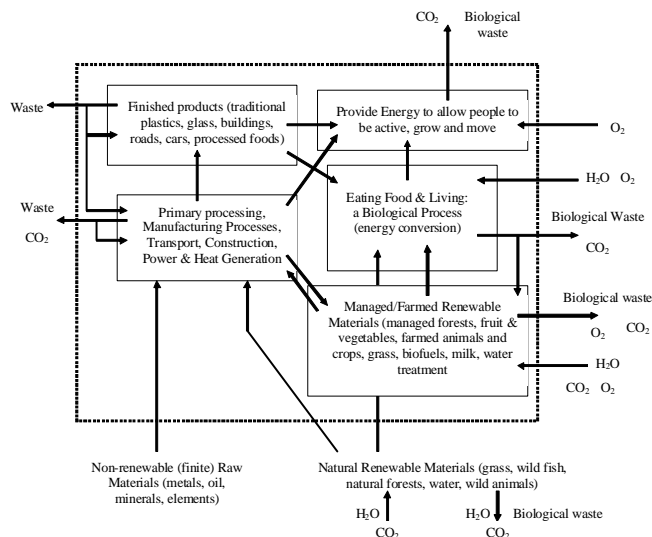 CO₂ Biological
waste
Waste
Finished products (traditional
plastics, glass, buildings,
roads, cars, processed foods)
Provide Energy to allow people to
be active, grow and move
O₂
H₂O O₂
Eating Food & Living:
a Biological Process
(energy conversion)
Waste
CO₂
Primary processing,
Manufacturing Processes,
Transport, Construction,
Power & Heat Generation
Biological Waste
CO₂
Managed/Farmed Renewable
Materials (managed forests, fruit &
vegetables, farmed animals and
crops, grass, biofuels, milk, water
treatment
Biological waste
O₂ CO₂
H₂O
CO₂ O₂
Non-renewable (finite) Raw
Materials (metals, oil,
minerals, elements)
Natural Renewable Materials (grass, wild fish,
natural forests, water, wild animals)
H₂O
CO₂
H₂O Biological waste
CO₂